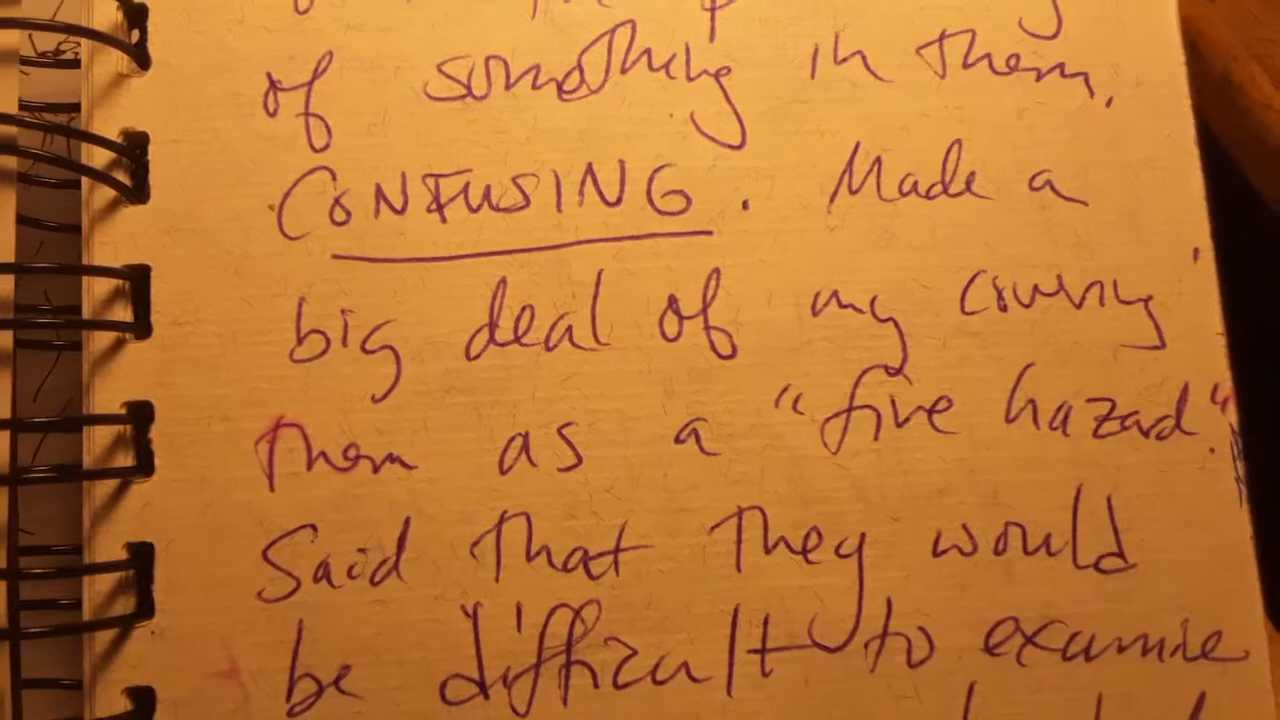 of something in them.
CONFUSING. Made a
big deal of my covering
them as a "fire hazard."
Said that they would
be difficult to examine